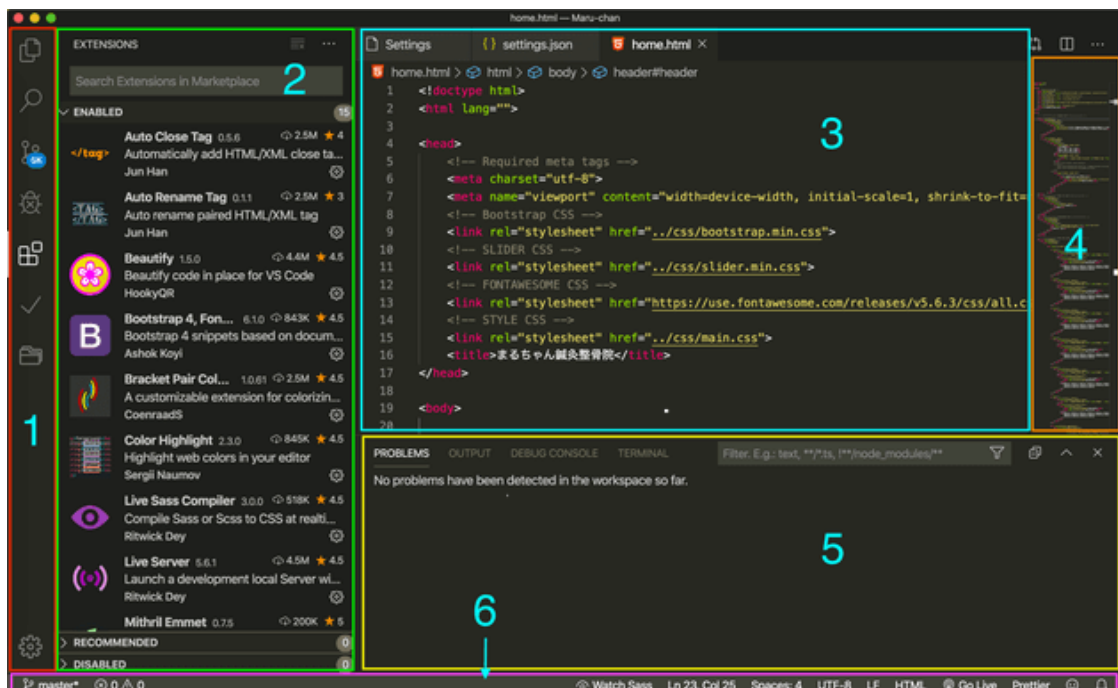 home.html — Maru-chan
EXTENSIONS
Search Extensions in Marketplace
2
ENABLED
15
Auto Close Tag 0.5.6 2.5M ★ 4
Automatically add HTML/XML close ta...
Jun Han
Auto Rename Tag 0.1.1 2.5M ★ 3
Auto rename paired HTML/XML tag
Jun Han
Beautify 1.5.0 4.4M ★ 4.5
Beautify code in place for VS Code
HookyQR
Bootstrap 4, Fon... 6.1.0 843K ★ 4.5
Bootstrap 4 snippets based on docum...
Ashok Koyi
Bracket Pair Col... 1.0.61 2.5M ★ 4.5
A customizable extension for colorizin...
CoenraadS
Color Highlight 2.3.0 845K ★ 4.5
Highlight web colors in your editor
Sergii Naumov
Live Sass Compiler 3.0.0 518K ★ 4.5
Compile Sass or Scss to CSS at realti...
Ritwick Dey
Live Server 5.6.1 4.5M ★ 4.5
Launch a development local Server wi...
Ritwick Dey
Mithril Emmet 0.7.5 200K ★ 5
RECOMMENDED
0
DISABLED
0
5K
1
</tag>
<TAG>
</TAG>
B
Settings
{ } settings.json
5 home.html ×
5 home.html > html > body > header#header
1 <!doctype html>
2 <html lang="">
3
4 <head>
5 <!-- Required meta tags -->
6 <meta charset="utf-8">
7 <meta name="viewport" content="width=device-width, initial-scale=1, shrink-to-fit=
8 <!-- Bootstrap CSS -->
9 <link rel="stylesheet" href="../css/bootstrap.min.css">
10 <!-- SLIDER CSS -->
11 <link rel="stylesheet" href="../css/slider.min.css">
12 <!-- FONTAWESOME CSS -->
13 <link rel="stylesheet" href="https://use.fontawesome.com/releases/v5.6.3/css/all.c
14 <!-- STYLE CSS -->
15 <link rel="stylesheet" href="../css/main.css">
16 <title>まるちゃん鍼灸整骨院</title>
17 </head>
18
19 <body>
20
3
4
PROBLEMS OUTPUT DEBUG CONSOLE TERMINAL
Filter. E.g.: text, **/*.ts, !**/node_modules/**
No problems have been detected in the workspace so far.
5
6
master* 0 0 Watch Sass Ln 23, Col 25 Spaces: 4 UTF-8 LF HTML Go Live Prettier